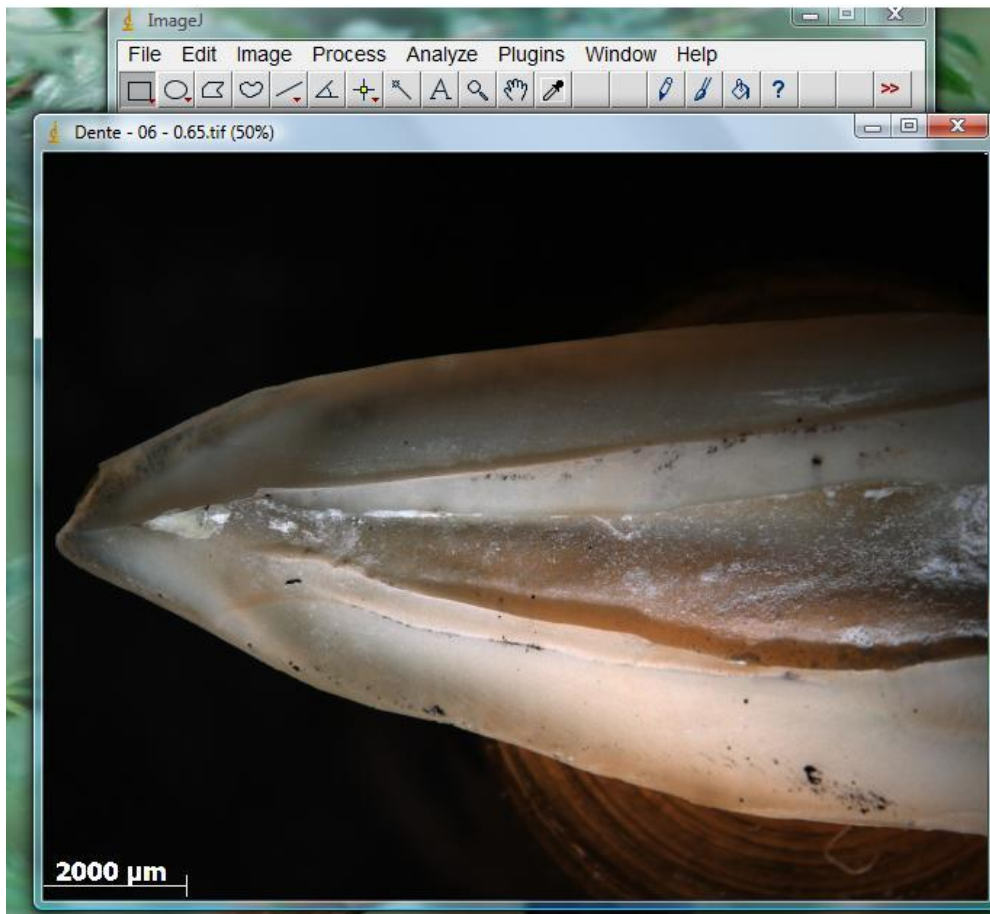 ImageJ
File Edit Image Process Analyze Plugins Window Help
A ? >>
Dente - 06 - 0.65.tif (50%)
2000 μm